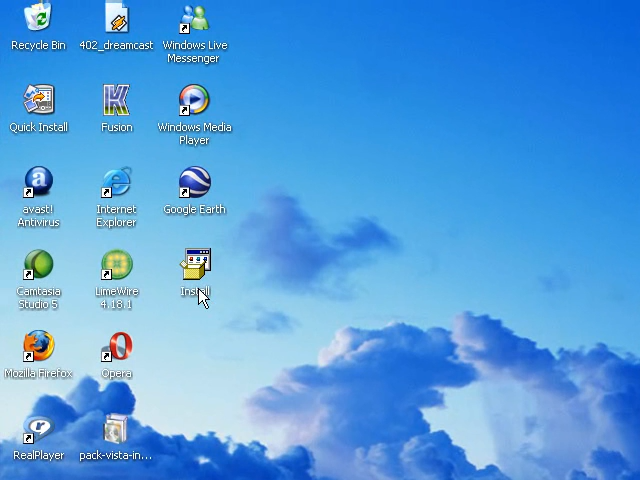 Recycle Bin
402_dreamcast
Windows Live
Messenger
Quick Install
Fusion
Windows Media
Player
avast!
Antivirus
Internet
Explorer
Google Earth
Camtasia
Studio 5
LimeWire
4.18.1
Install
Mozilla Firefox
Opera
RealPlayer
pack-vista-in...